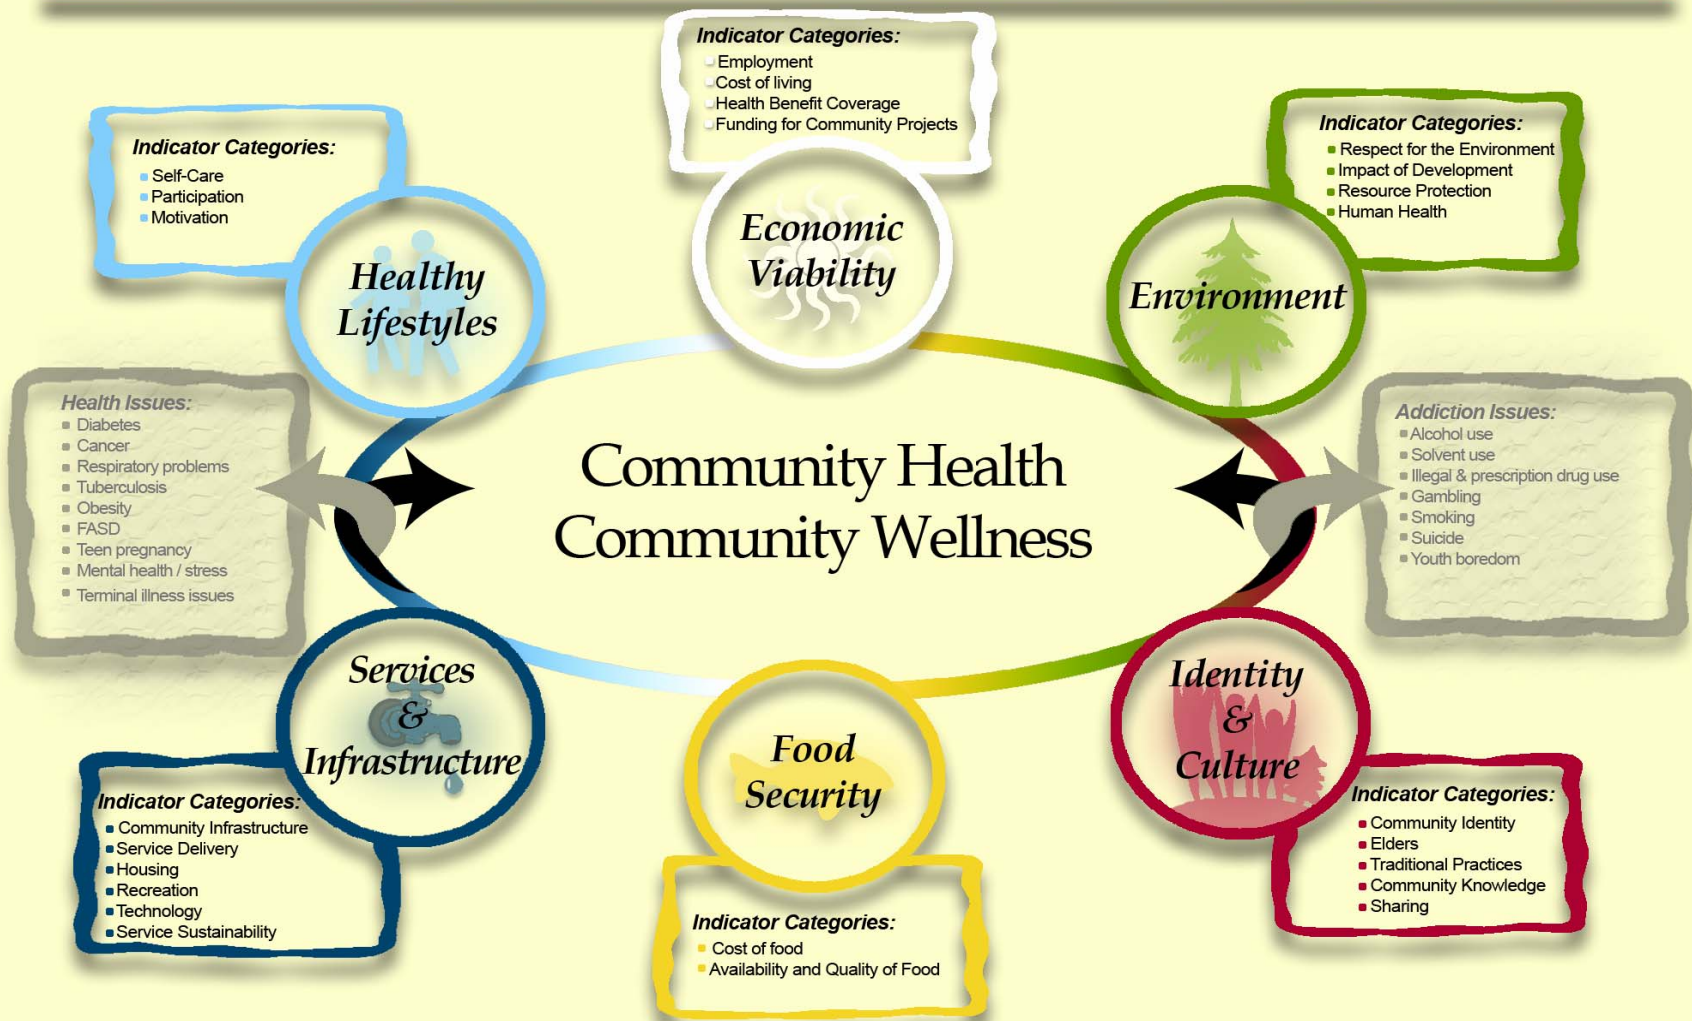 Indicator Categories:
Employment
Cost of living
Health Benefit Coverage
Funding for Community Projects
Economic
Viability
Indicator Categories:
Self-Care
Participation
Motivation
Healthy
Lifestyles
Indicator Categories:
Respect for the Environment
Impact of Development
Resource Protection
Human Health
Environment
Health Issues:
Diabetes
Cancer
Respiratory problems
Tuberculosis
Obesity
FASD
Teen pregnancy
Mental health / stress
Terminal illness issues
Community Health
Community Wellness
Addiction Issues:
Alcohol use
Solvent use
Illegal & prescription drug use
Gambling
Smoking
Suicide
Youth boredom
Services
&
Infrastructure
Indicator Categories:
Community Infrastructure
Service Delivery
Housing
Recreation
Technology
Service Sustainability
Food
Security
Indicator Categories:
Cost of food
Availability and Quality of Food
Identity
&
Culture
Indicator Categories:
Community Identity
Elders
Traditional Practices
Community Knowledge
Sharing